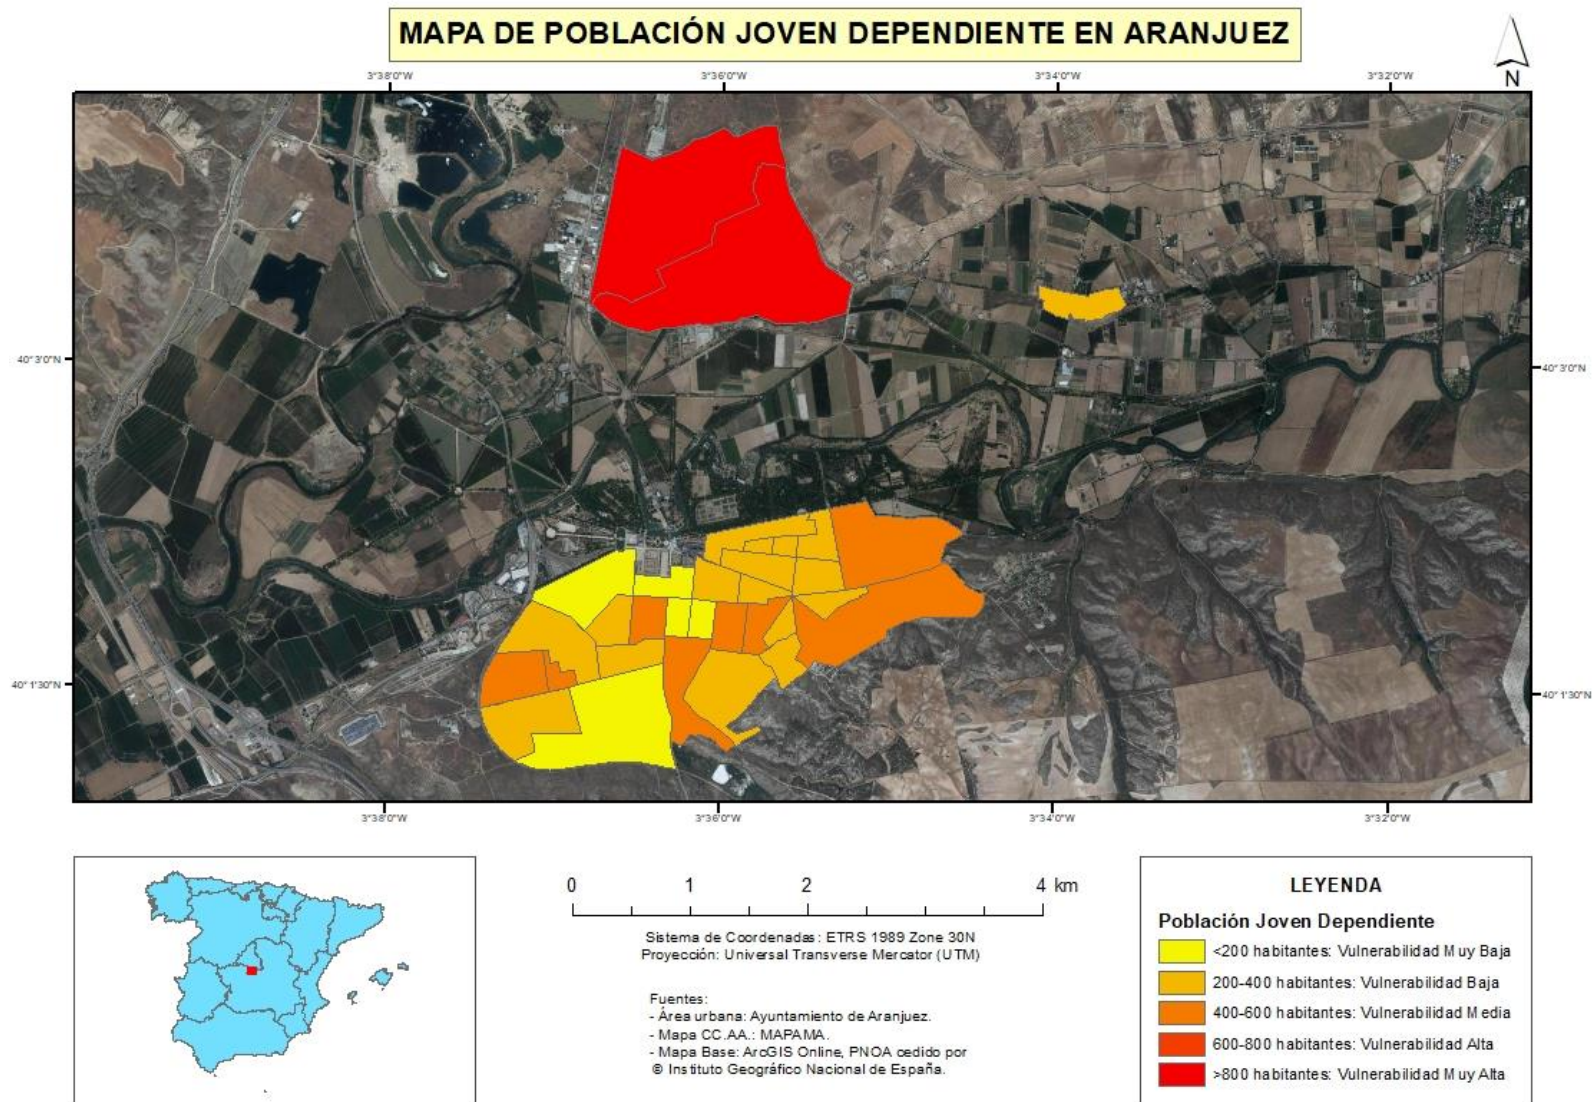 MAPA DE POBLACIÓN JOVEN DEPENDIENTE EN ARANJUEZ
N
3°38'0"W 3°36'0"W 3°34'0"W 3°32'0"W
40°3'0"N 40°3'0"N
40°1'30"N 40°1'30"N
3°38'0"W 3°36'0"W 3°34'0"W 3°32'0"W
0 1 2 4 km
Sistema de Coordenadas: ETRS 1989 Zone 30N
Proyección: Universal Transverse Mercator (UTM)
Fuentes:
- Área urbana: Ayuntamiento de Aranjuez.
- Mapa CC.AA.: MAPAMA.
- Mapa Base: ArcGIS Online, PNOA cedido por
© Instituto Geográfico Nacional de España.
LEYENDA
Población Joven Dependiente
<200 habitantes: Vulnerabilidad Muy Baja
200-400 habitantes: Vulnerabilidad Baja
400-600 habitantes: Vulnerabilidad Media
600-800 habitantes: Vulnerabilidad Alta
>800 habitantes: Vulnerabilidad Muy Alta